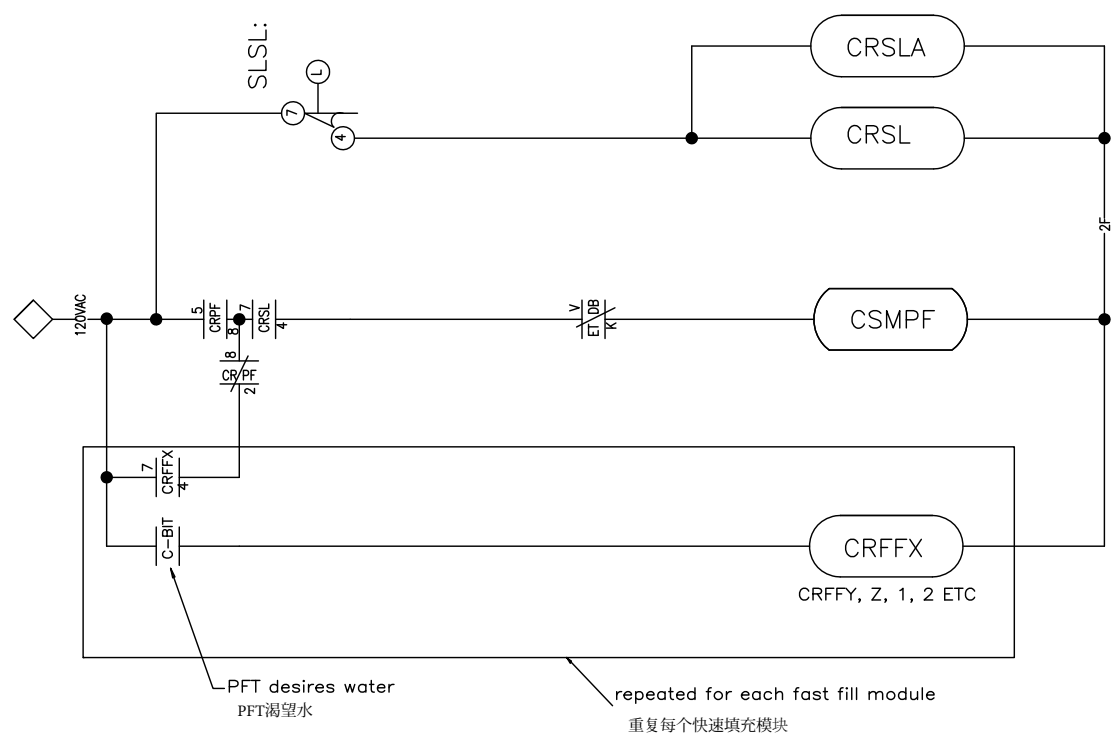 SLSL:
L
7
4
CRSLA
CRSL
2F
120VAC
5
CRPF
8
7
CRSL
4
V
ET DB
K
CSMPF
8
CR PF
2
7
CRFFX
4
C-BIT
CRFFX
CRFFY, Z, 1, 2 ETC
PFT desires water
PFT渴望水
repeated for each fast fill module
重复每个快速填充模块